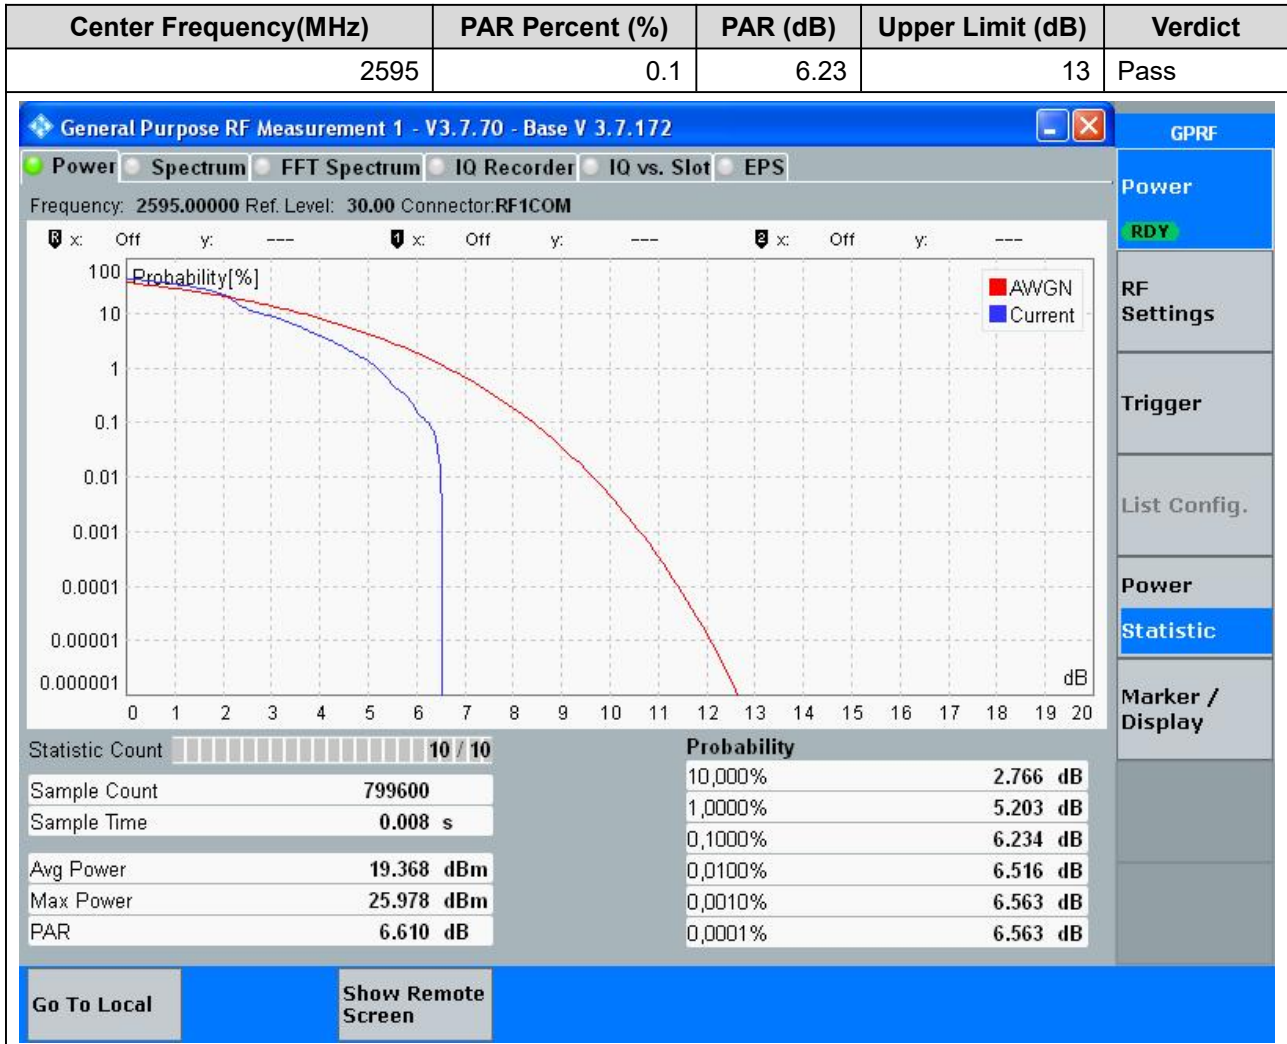 Center Frequency(MHz) PAR Percent (%) PAR (dB) Upper Limit (dB) Verdict
2595 0.1 6.23 13 Pass
General Purpose RF Measurement 1 - V3.7.70 - Base V 3.7.172
GPRF
Power Spectrum FFT Spectrum IQ Recorder IQ vs. Slot EPS
Power
RDY
Frequency: 2595.00000 Ref. Level: 30.00 Connector:RF1COM
R x: Off y: --- 1 x: Off y: --- 2 x: Off y: ---
Probability[%]
AWGN
Current
100
10
1
0.1
0.01
0.001
0.0001
0.00001
0.000001
dB
0 1 2 3 4 5 6 7 8 9 10 11 12 13 14 15 16 17 18 19 20
RF
Settings
Trigger
List Config.
Power
Statistic
Marker /
Display
Statistic Count 10 / 10
Sample Count 799600
Sample Time 0.008 s
Avg Power 19.368 dBm
Max Power 25.978 dBm
PAR 6.610 dB
Probability
10,000% 2.766 dB
1,0000% 5.203 dB
0,1000% 6.234 dB
0,0100% 6.516 dB
0,0010% 6.563 dB
0,0001% 6.563 dB
Go To Local
Show Remote
Screen